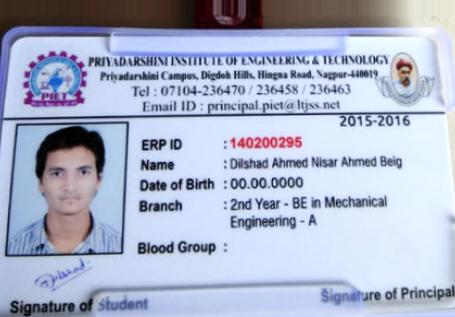 PRIYADARSHINI INSTITUTE OF ENGINEERING & TECHNOLOGY
Priyadarshini Campus, Digdoh Hills, Hingna Road, Nagpur-440019
Tel : 07104-236470 / 236458 / 236463
Email ID : principal.piet@ltjss.net
PIET
2015-2016
ERP ID : 140200295
Name : Dilshad Ahmed Nisar Ahmed Beig
Date of Birth : 00.00.0000
Branch : 2nd Year - BE in Mechanical
Engineering - A
Blood Group :
Dilshad
Signature of Student Signature of Principal